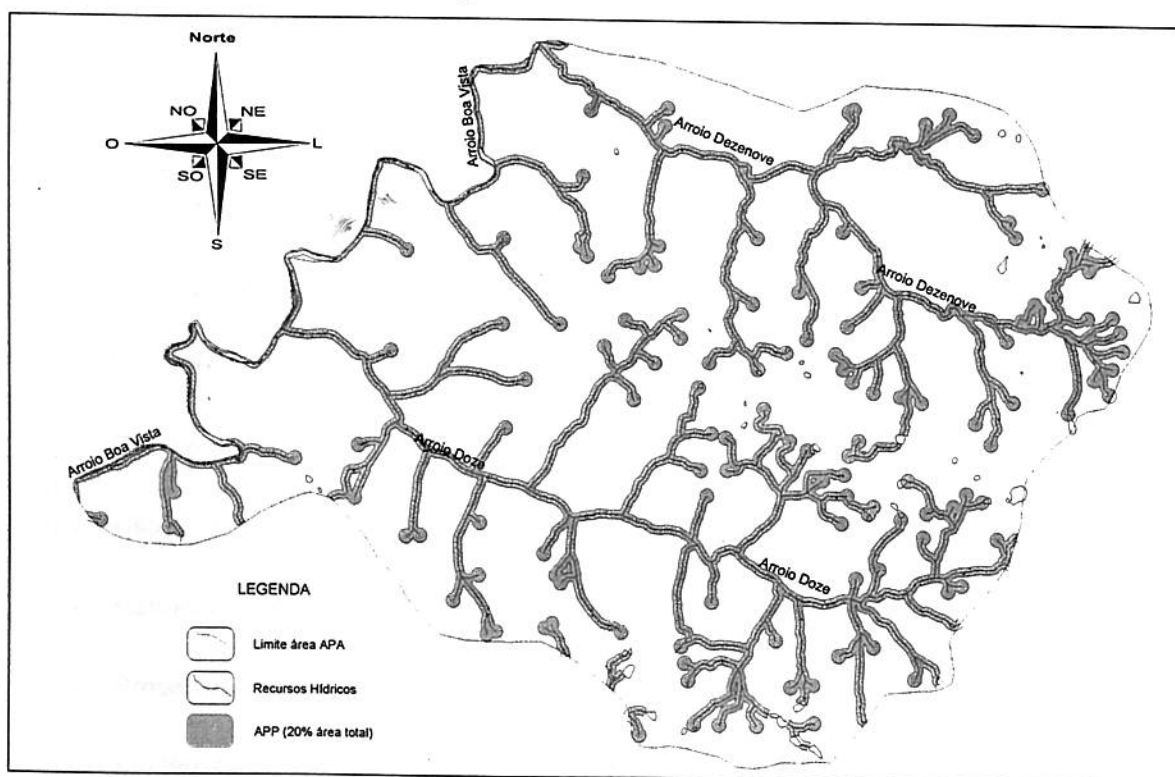 Norte
NO
NE
O
L
SO
SE
S
Arroio Boa Vista
Arroio Dezenove
Arroio Dezenove
Arroio Boa Vista
Arroio Doze
Arroio Doze
LEGENDA
Limite área APA
Recursos Hídricos
APP (20% área total)